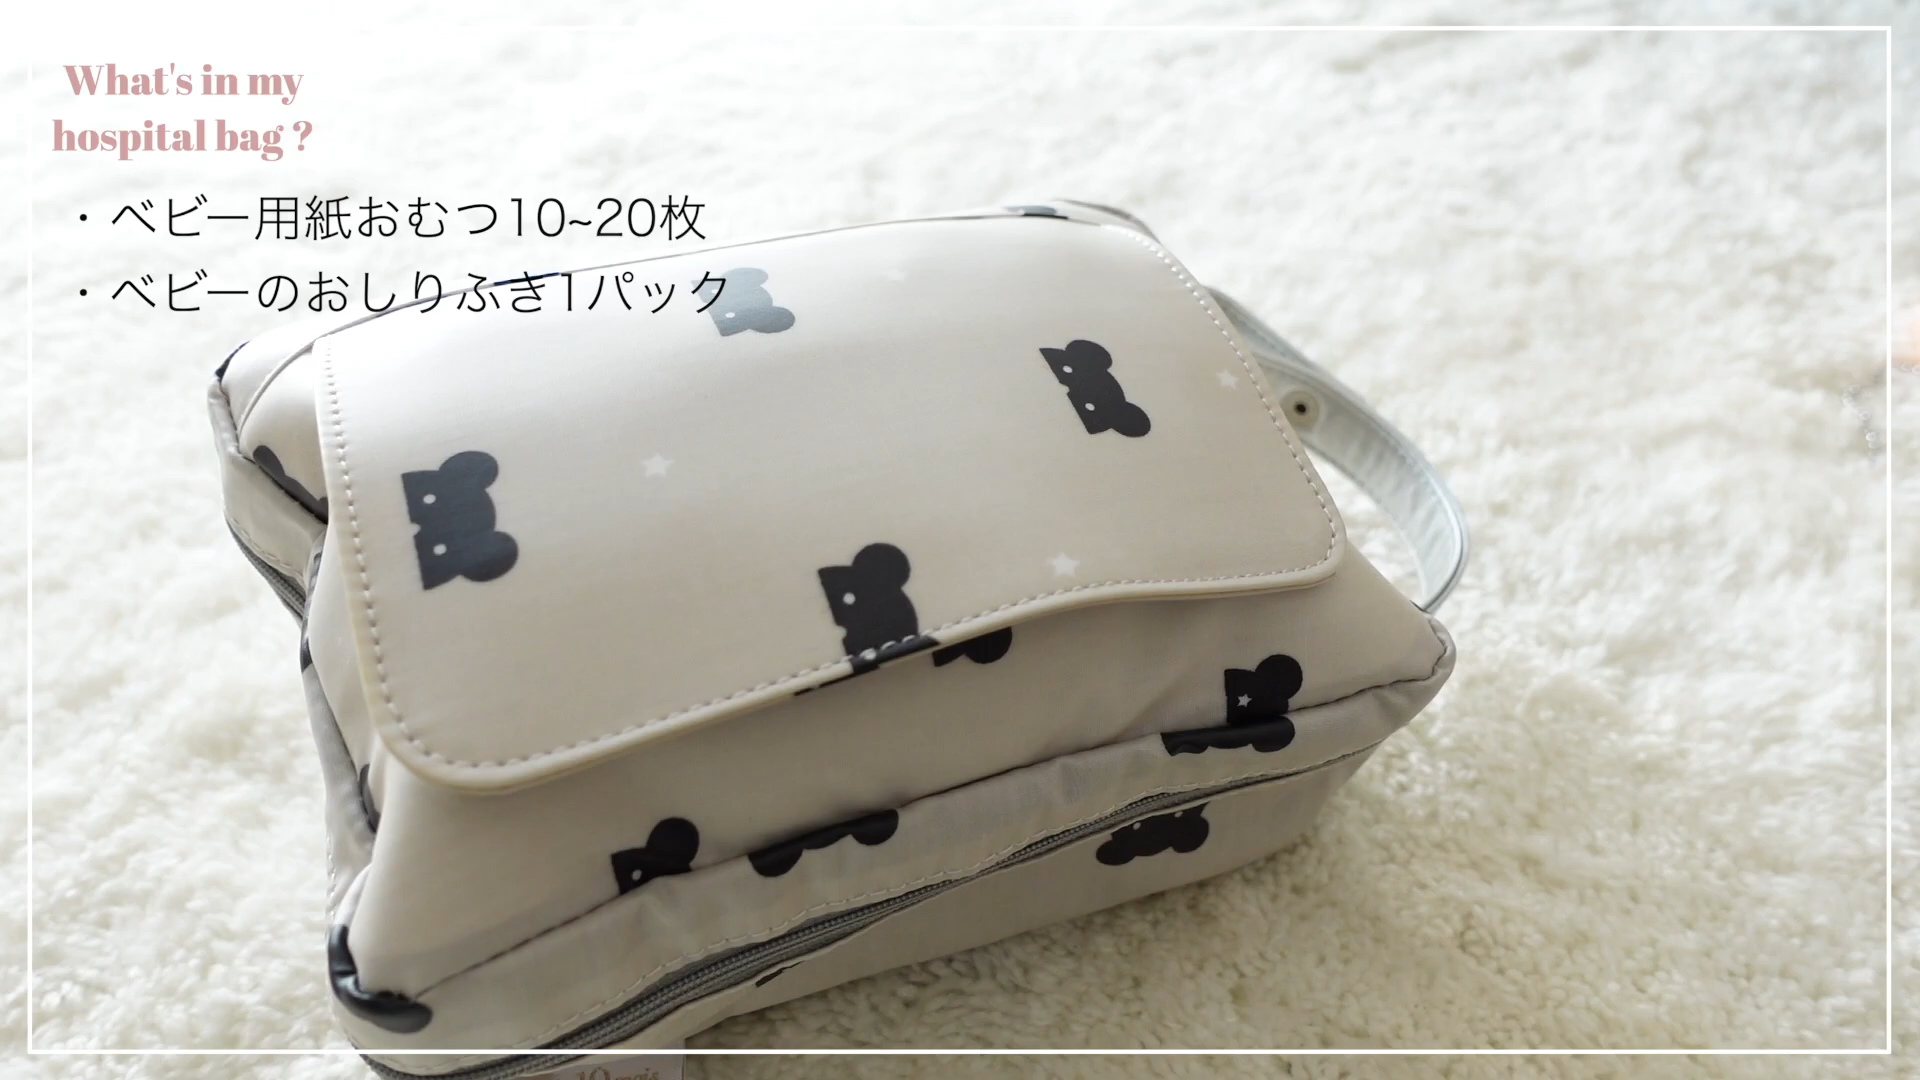 What's in my
hospital bag ?
・ベビー用紙おむつ10~20枚
・ベビーのおしりふき1パック